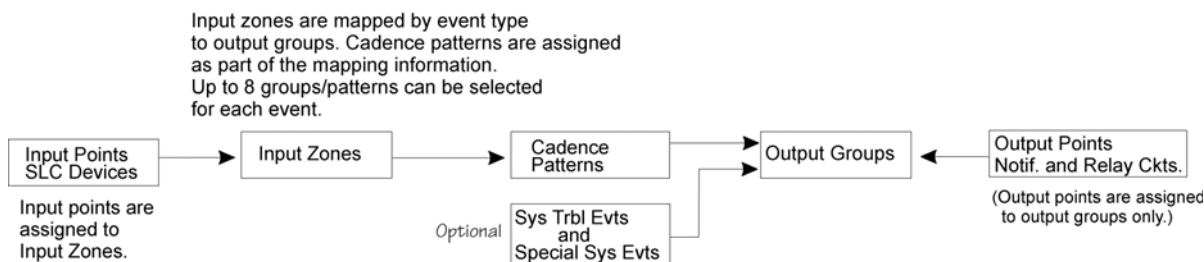 Input zones are mapped by event type
to output groups. Cadence patterns are assigned
as part of the mapping information.
Up to 8 groups/patterns can be selected
for each event.
Input Points
SLC Devices
Input Zones
Cadence
Patterns
Output Groups
Output Points
Notif. and Relay Ckts.
Input points are
assigned to
Input Zones.
Optional
Sys Trbl Evts
and
Special Sys Evts
(Output points are assigned
to output groups only.)